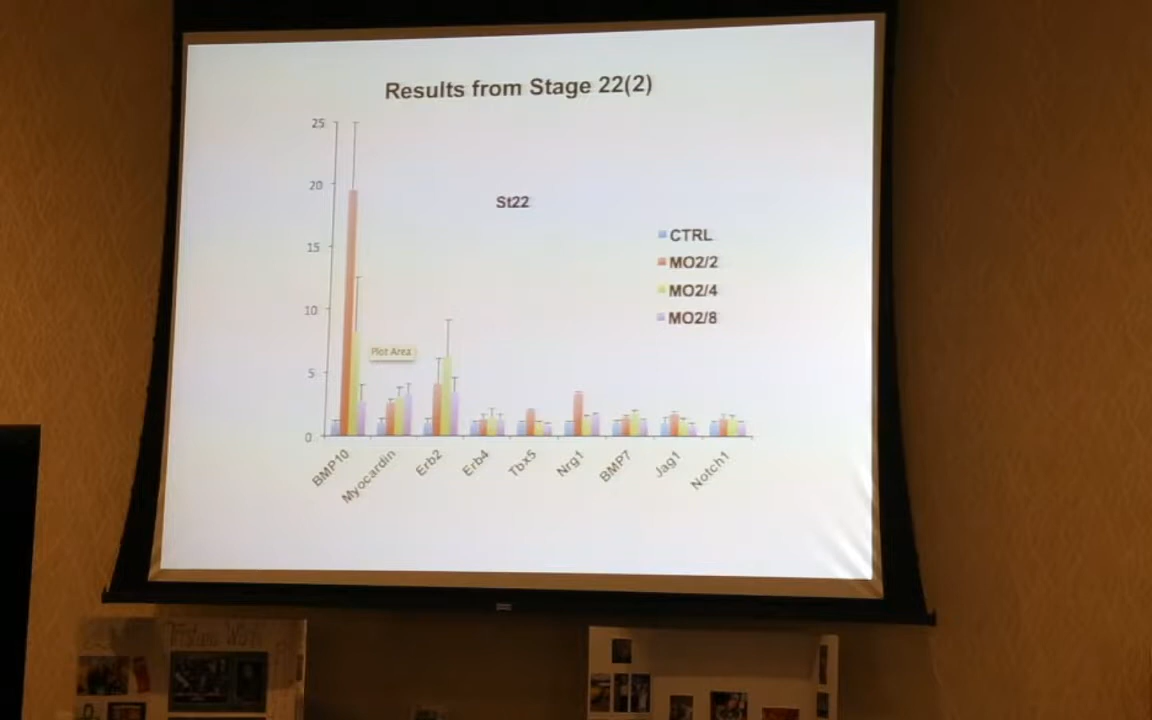 Results from Stage 22(2)
25
20
15
10
5
0
St22
CTRL
MO2/2
MO2/4
MO2/8
Plot Area
BMP10
Myocardin
Erb2
Erb4
Tbx5
Nrg1
BMP7
Jag1
Notch1